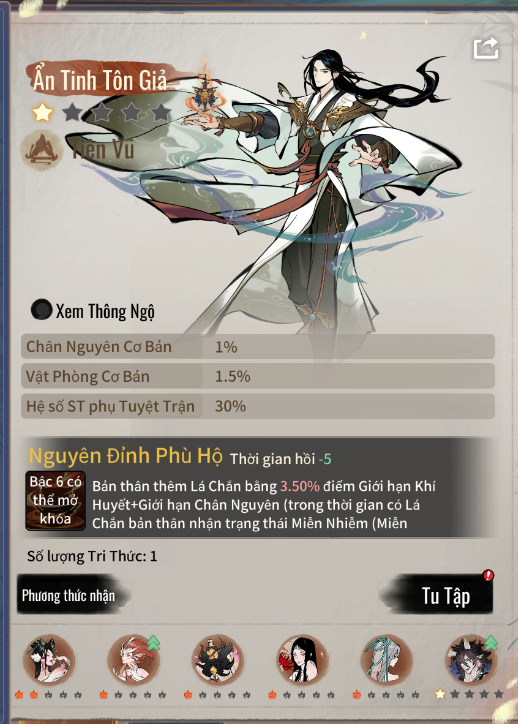 Ẩn Tinh Tôn Giả
Tiên Vu
Xem Thông Ngộ
Chân Nguyên Cơ Bản 1%
Vật Phòng Cơ Bản 1.5%
Hệ số ST phụ Tuyệt Trận 30%
Nguyên Đỉnh Phù Hộ Thời gian hồi -5
Bậc 6 có
thể mở
khóa
Bản thân thêm Lá Chắn bằng 3.50% điểm Giới hạn Khí
Huyết+Giới hạn Chân Nguyên (trong thời gian có Lá
Chắn bản thân nhận trạng thái Miễn Nhiễm (Miễn
Số lượng Tri Thức: 1
Phương thức nhận
Tu Tập